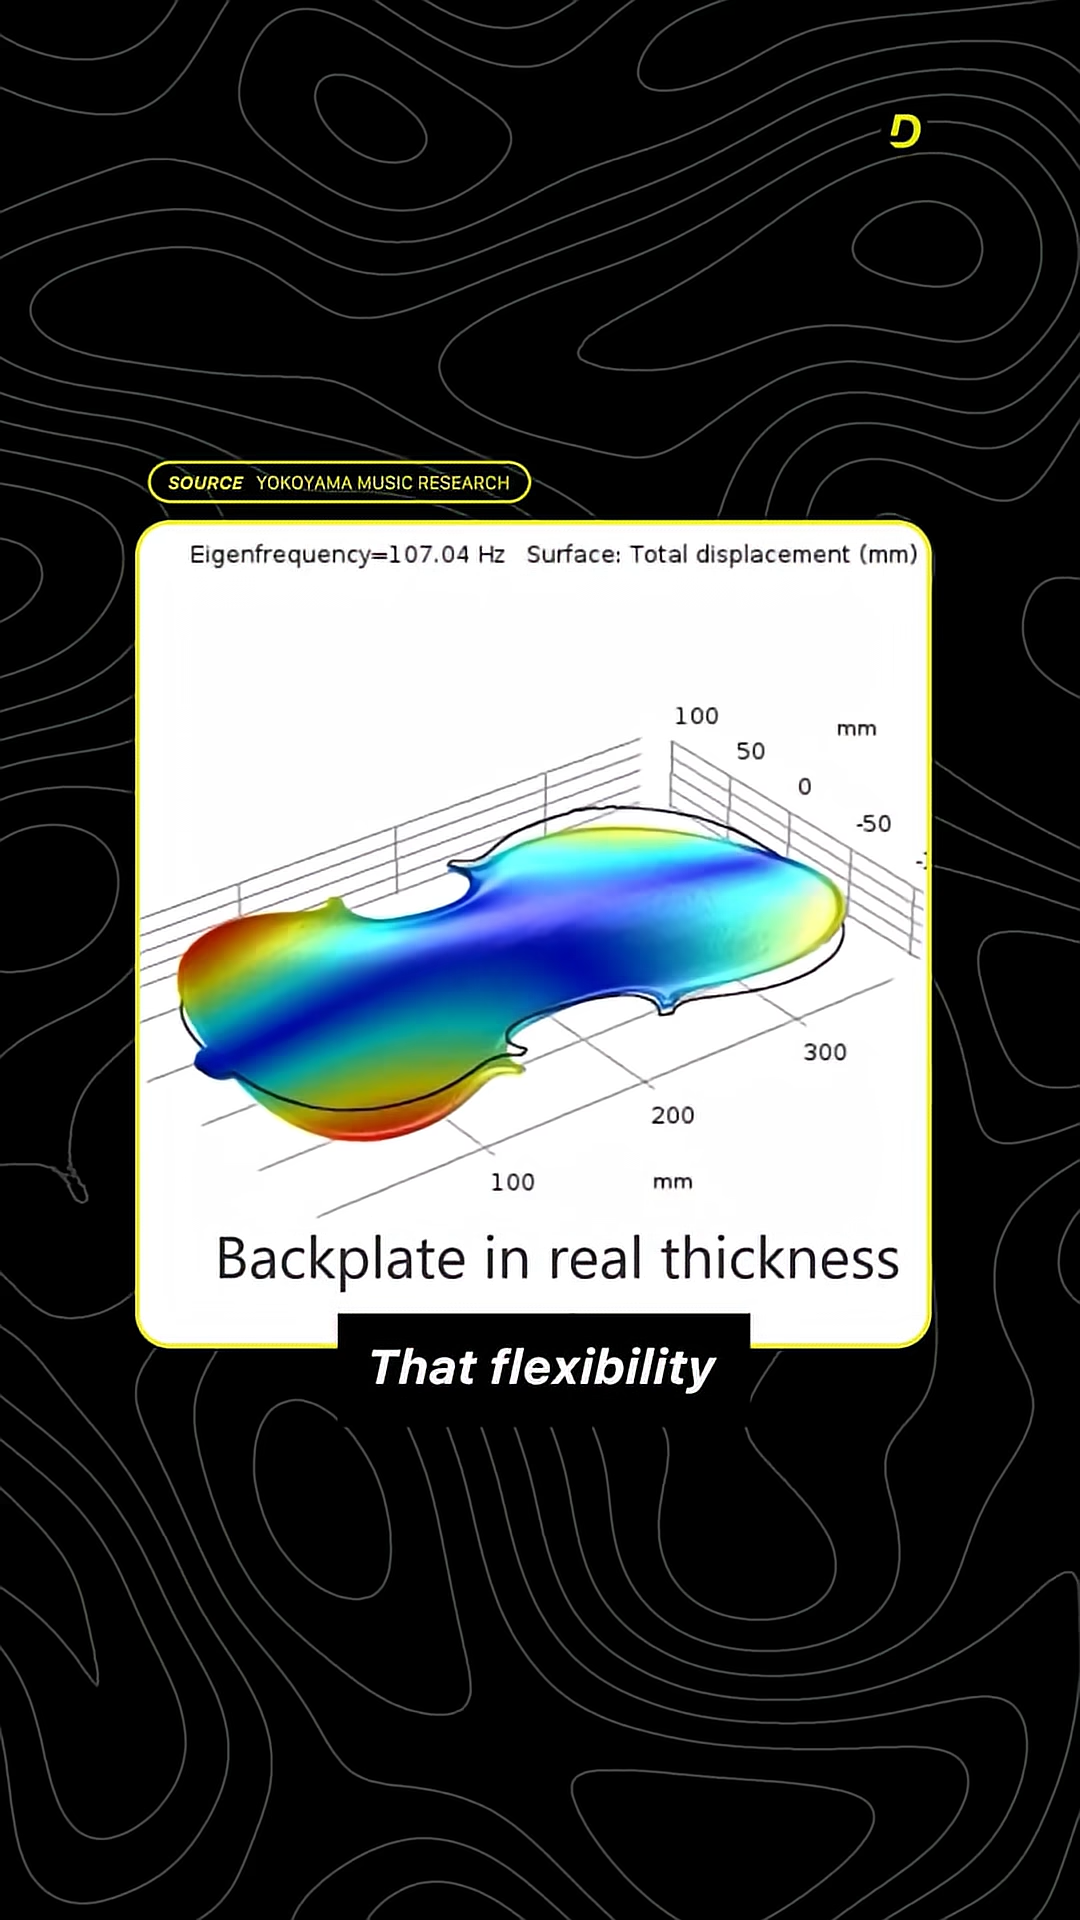 D
SOURCE YOKOYAMA MUSIC RESEARCH
Eigenfrequency=107.04 Hz Surface: Total displacement (mm)
100
mm
50
0
-50
300
200
100
mm
Backplate in real thickness
That flexibility